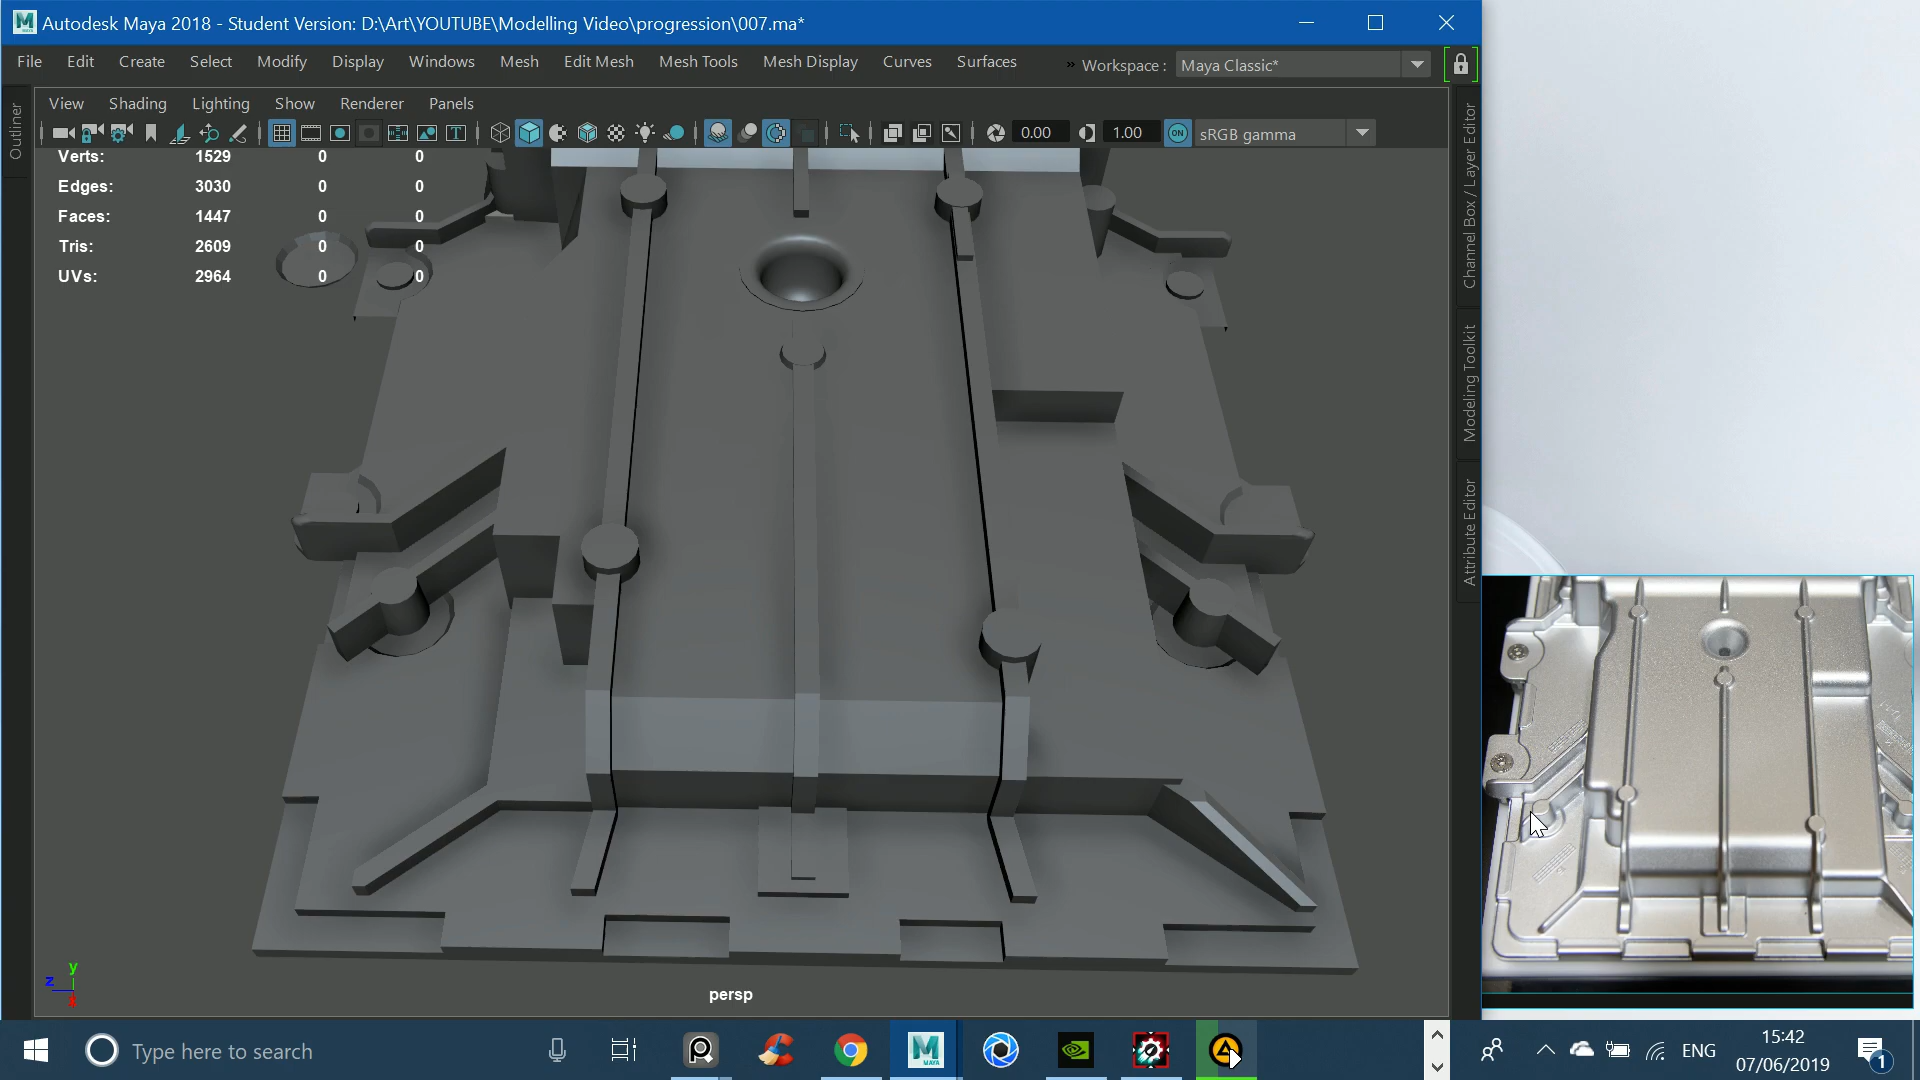 Autodesk Maya 2018 - Student Version: D:\Art\YOUTUBE\Modelling Video\progression\007.ma*
File Edit Create Select Modify Display Windows Mesh Edit Mesh Mesh Tools Mesh Display Curves Surfaces » Workspace : Maya Classic*
View Shading Lighting Show Renderer Panels
0.00 1.00 ON sRGB gamma
Outliner
Verts: 1529 0 0
Edges: 3030 0 0
Faces: 1447 0 0
Tris: 2609 0 0
UVs: 2964 0 0
Channel Box / Layer Editor
Modeling Toolkit
Attribute Editor
y
z
x
persp
Type here to search
MAYA
ENG
15:42
07/06/2019
1